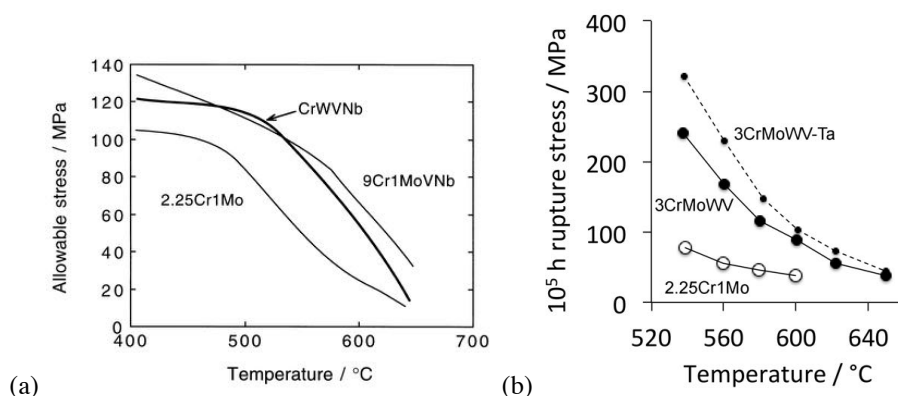 140
120
100
80
60
40
20
0
400
500
600
700
Allowable stress / MPa
Temperature / °C
CrWVNb
9Cr1MoVNb
2.25Cr1Mo
(a)
400
300
200
100
0
520
560
600
640
10⁵ h rupture stress / MPa
Temperature / °C
3CrMoWV-Ta
3CrMoWV
2.25Cr1Mo
(b)